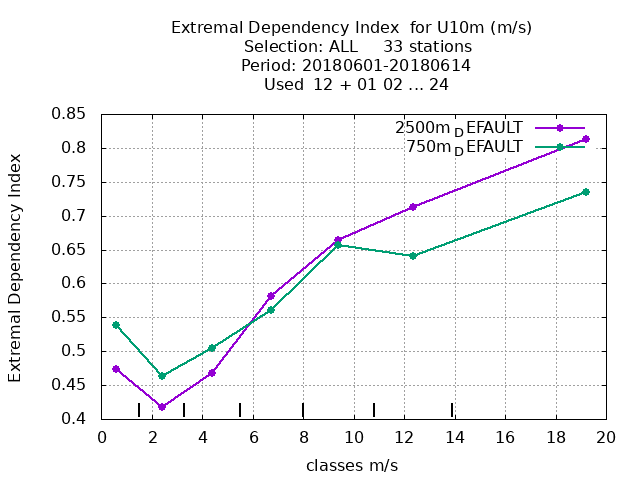 Extremal Dependency Index  for U10m (m/s)
Selection: ALL     33 stations
Period: 20180601-20180614
Used  12 + 01 02 ... 24
2500m DEFAULT
750m DEFAULT
Extremal Dependency Index
0.85
0.8
0.75
0.7
0.65
0.6
0.55
0.5
0.45
0.4
0 2 4 6 8 10 12 14 16 18 20
classes m/s